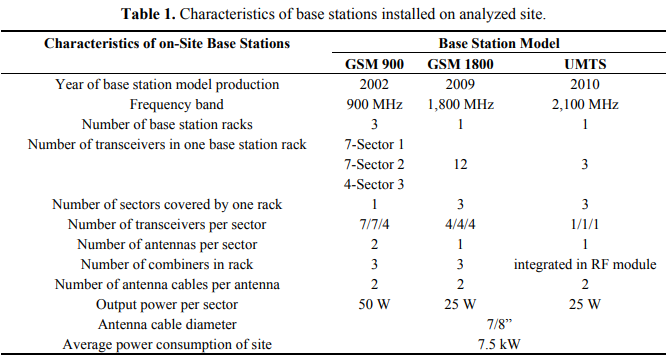 Table 1. Characteristics of base stations installed on analyzed site.
Characteristics of on-Site Base Stations Base Station Model
GSM 900 GSM 1800 UMTS
Year of base station model production 2002 2009 2010
Frequency band 900 MHz 1,800 MHz 2,100 MHz
Number of base station racks 3 1 1
Number of transceivers in one base station rack 7-Sector 1
7-Sector 2 12 3
4-Sector 3
Number of sectors covered by one rack 1 3 3
Number of transceivers per sector 7/7/4 4/4/4 1/1/1
Number of antennas per sector 2 1 1
Number of combiners in rack 3 3 integrated in RF module
Number of antenna cables per antenna 2 2 2
Output power per sector 50 W 25 W 25 W
Antenna cable diameter 7/8”
Average power consumption of site 7.5 kW